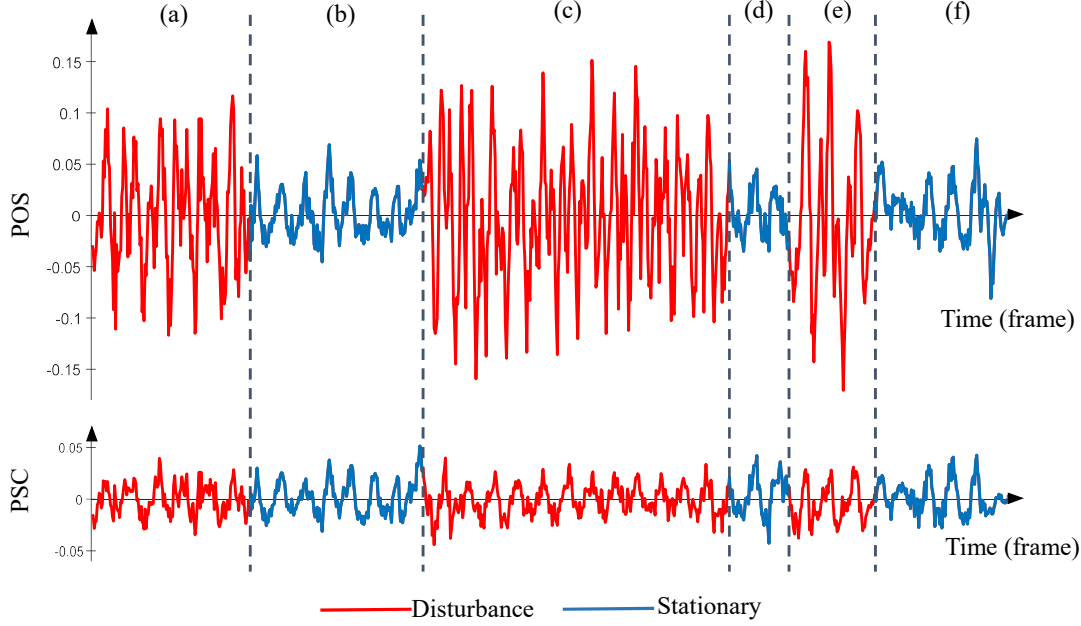 (a) (b) (c) (d) (e) (f)
POS
0.15
0.1
0.05
0
-0.05
-0.1
-0.15
Time (frame)
PSC
0.05
0
-0.05
Time (frame)
Disturbance Stationary